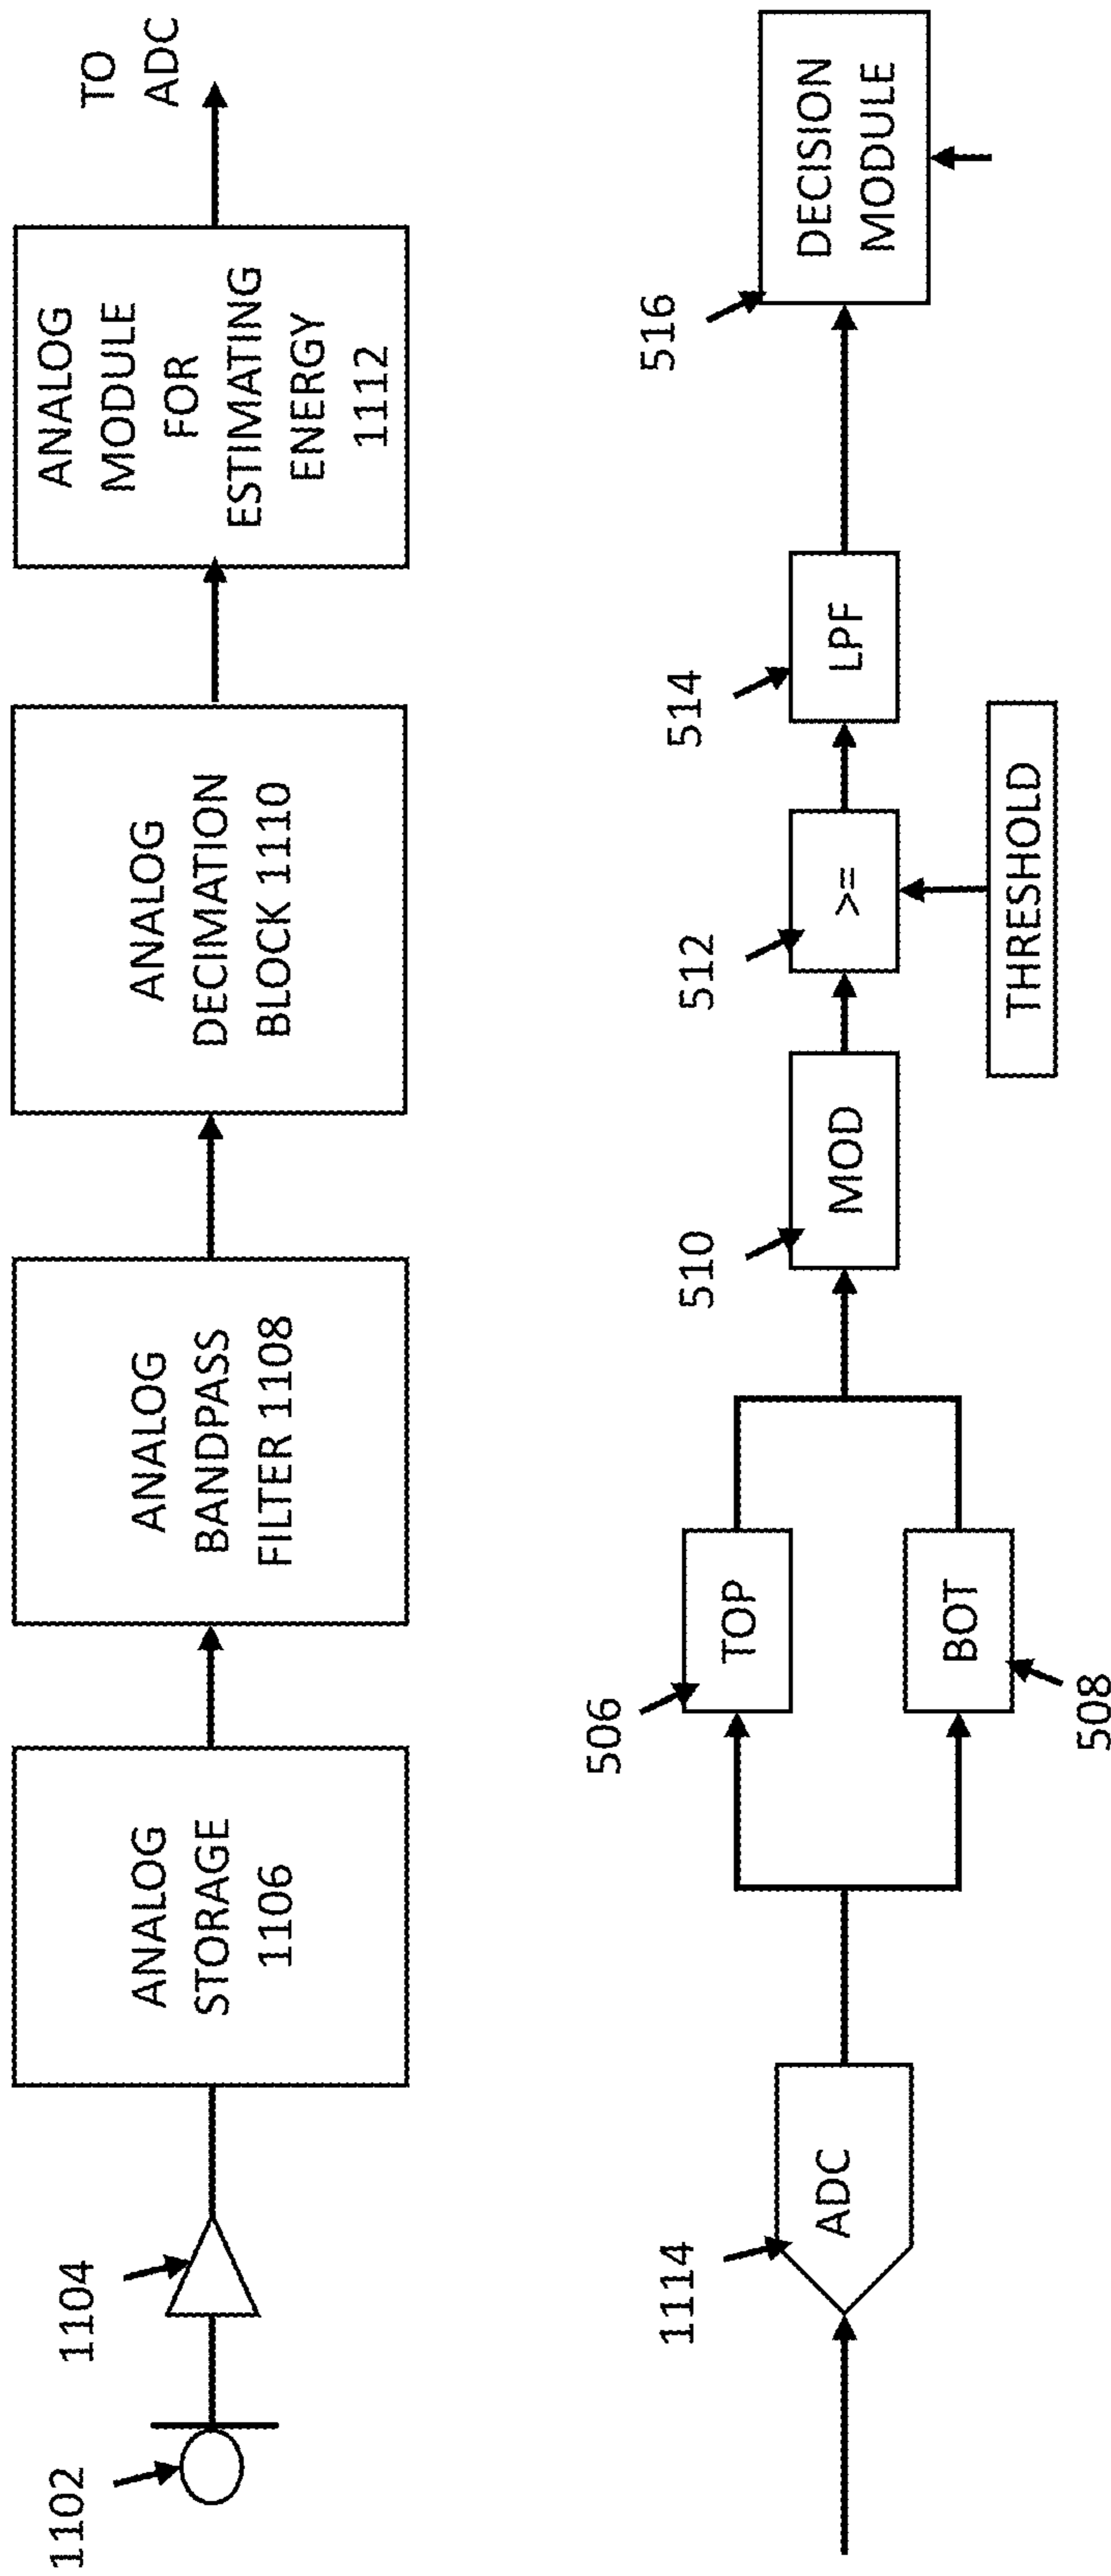 1102
1104
ANALOG
STORAGE
1106
ANALOG
BANDPASS
FILTER 1108
ANALOG
DECIMATION
BLOCK 1110
ANALOG
MODULE
FOR
ESTIMATING
ENERGY
1112
TO
ADC
1114
ADC
506
TOP
BOT
508
510
MOD
512
>=
THRESHOLD
514
LPF
516
DECISION
MODULE